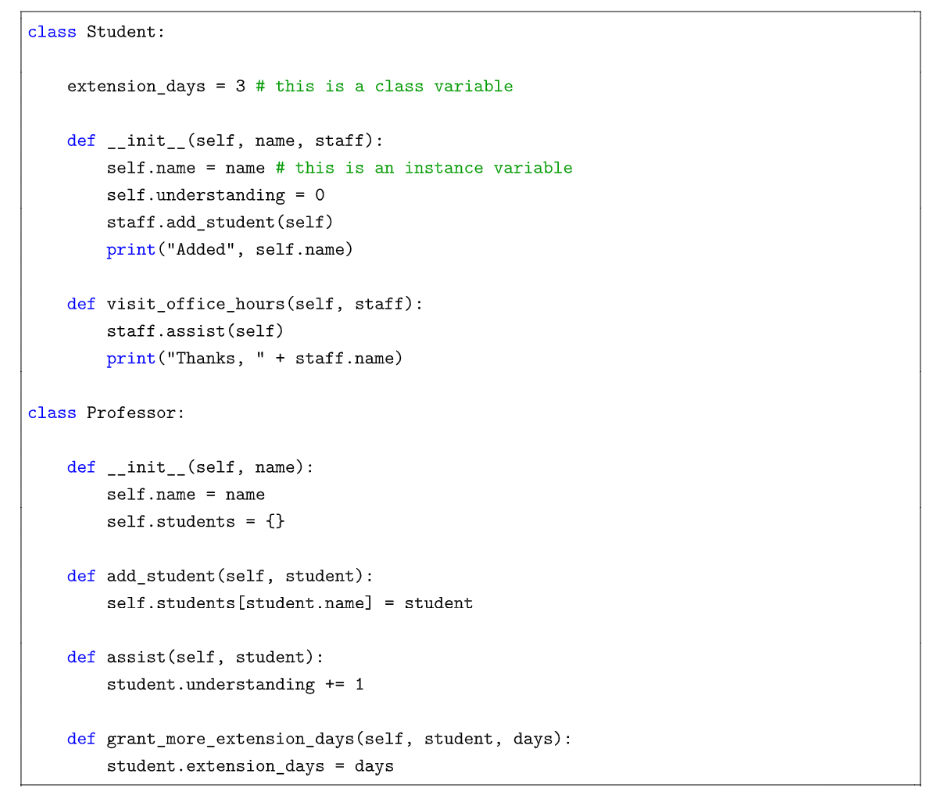 class Student:
    extension_days = 3 # this is a class variable
    def __init__(self, name, staff):
        self.name = name # this is an instance variable
        self.understanding = 0
        staff.add_student(self)
        print("Added", self.name)
    def visit_office_hours(self, staff):
        staff.assist(self)
        print("Thanks, " + staff.name)
class Professor:
    def __init__(self, name):
        self.name = name
        self.students = {}
    def add_student(self, student):
        self.students[student.name] = student
    def assist(self, student):
        student.understanding += 1
    def grant_more_extension_days(self, student, days):
        student.extension_days = days